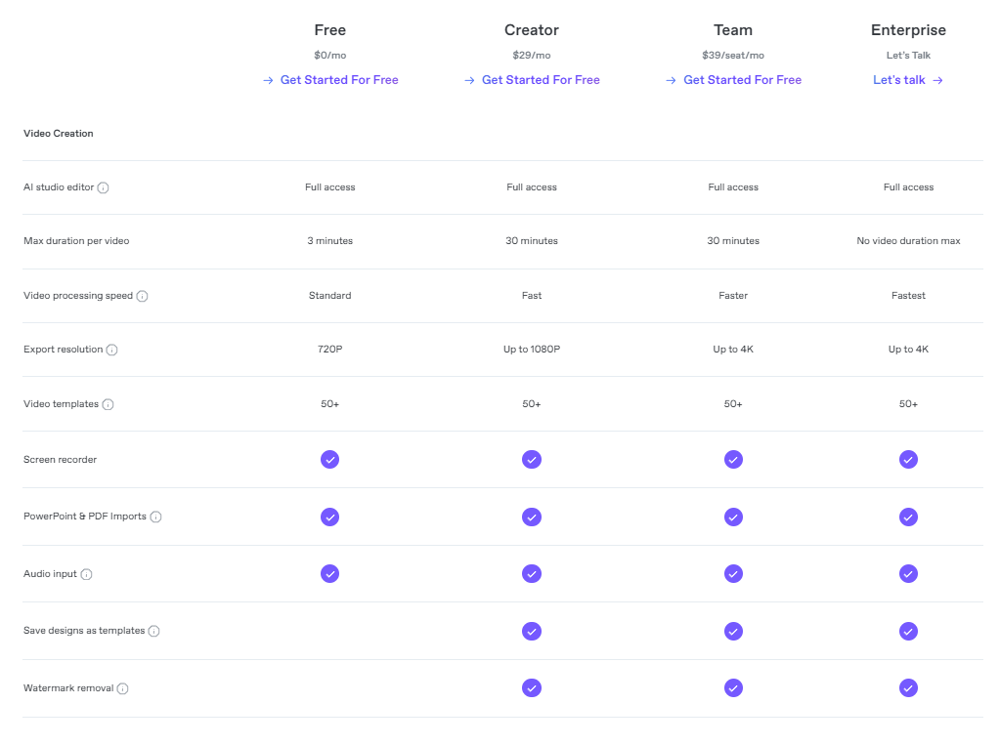 Free Creator Team Enterprise
$0/mo $29/mo $39/seat/mo Let's Talk
→ Get Started For Free → Get Started For Free → Get Started For Free Let's talk →
Video Creation
AI studio editor Full access Full access Full access Full access
Max duration per video 3 minutes 30 minutes 30 minutes No video duration max
Video processing speed Standard Fast Faster Fastest
Export resolution 720P Up to 1080P Up to 4K Up to 4K
Video templates 50+ 50+ 50+ 50+
Screen recorder
PowerPoint & PDF Imports
Audio input
Save designs as templates
Watermark removal